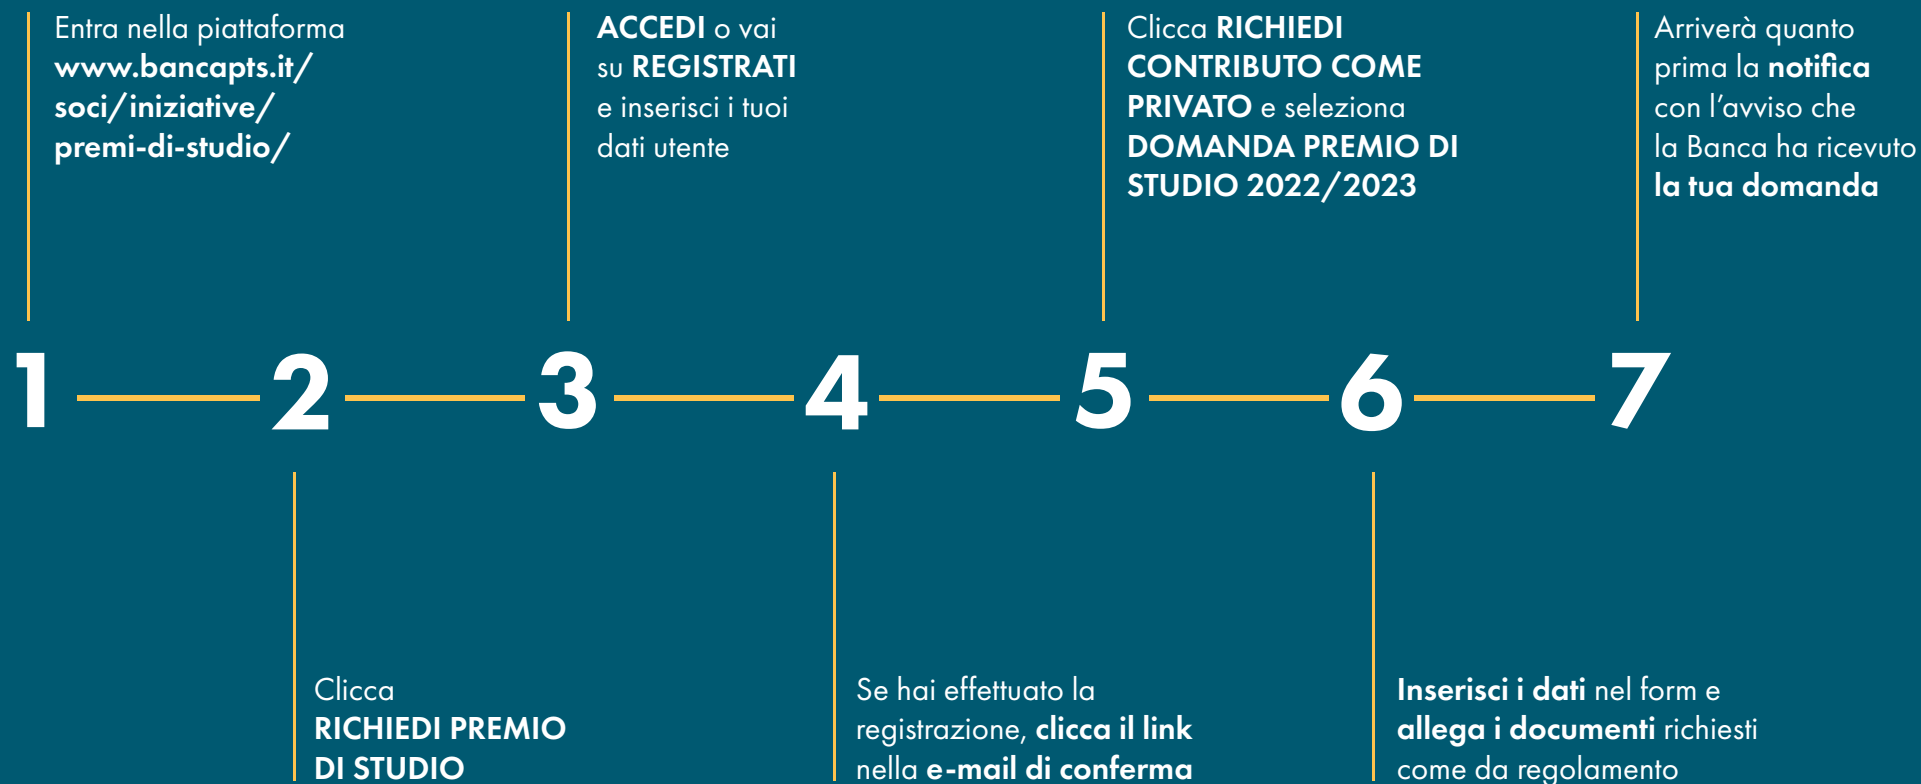 Entra nella piattaforma
www.bancapts.it/
soci/iniziative/
premi-di-studio/
ACCEDI o vai
su REGISTRATI
e inserisci i tuoi
dati utente
Clicca RICHIEDI
CONTRIBUTO COME
PRIVATO e seleziona
DOMANDA PREMIO DI
STUDIO 2022/2023
Arriverà quanto
prima la notifica
con l’avviso che
la Banca ha ricevuto
la tua domanda
1 2 3 4 5 6 7
Clicca
RICHIEDI PREMIO
DI STUDIO
Se hai effettuato la
registrazione, clicca il link
nella e-mail di conferma
Inserisci i dati nel form e
allega i documenti richiesti
come da regolamento